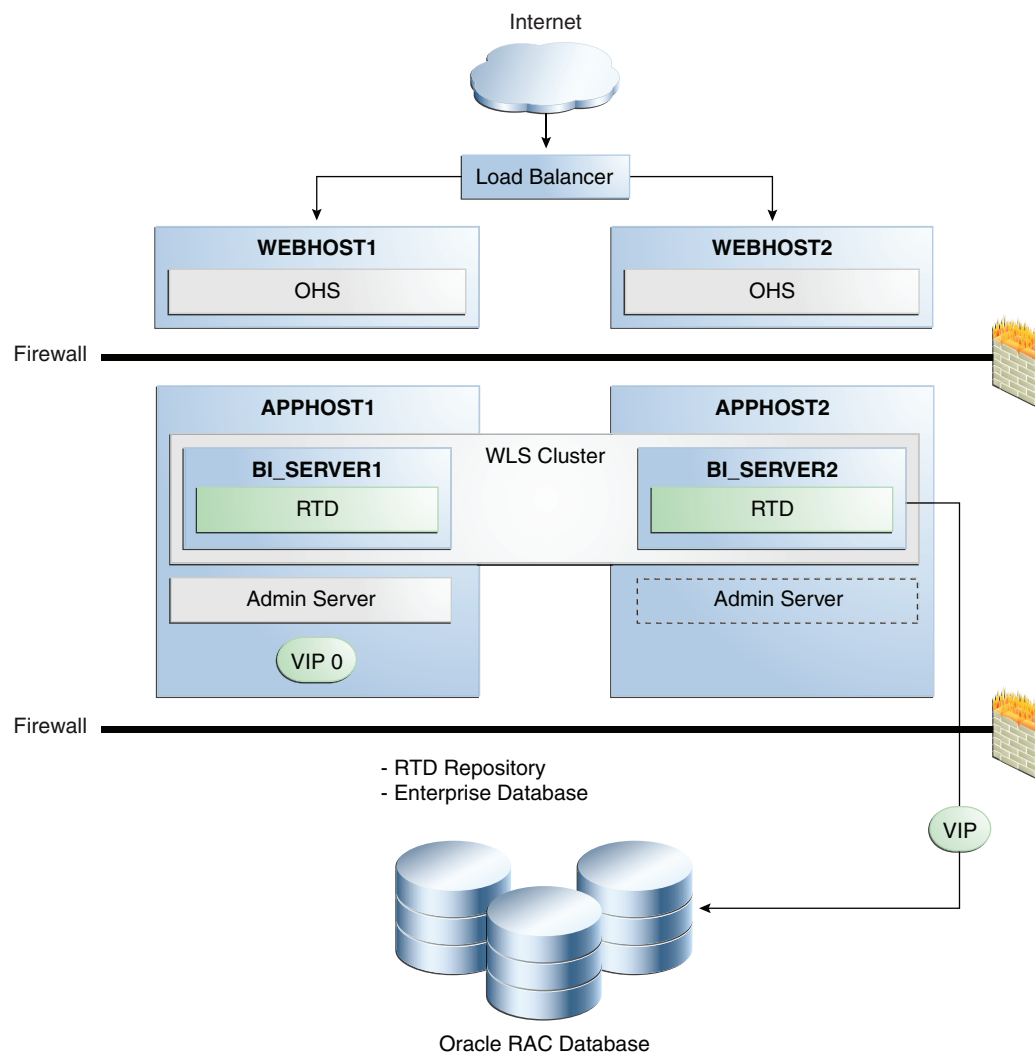 Internet
Load Balancer
WEBHOST1
OHS
WEBHOST2
OHS
Firewall
APPHOST1
APPHOST2
WLS Cluster
BI_SERVER1
RTD
BI_SERVER2
RTD
Admin Server
Admin Server
VIP 0
Firewall
- RTD Repository
- Enterprise Database
VIP
Oracle RAC Database